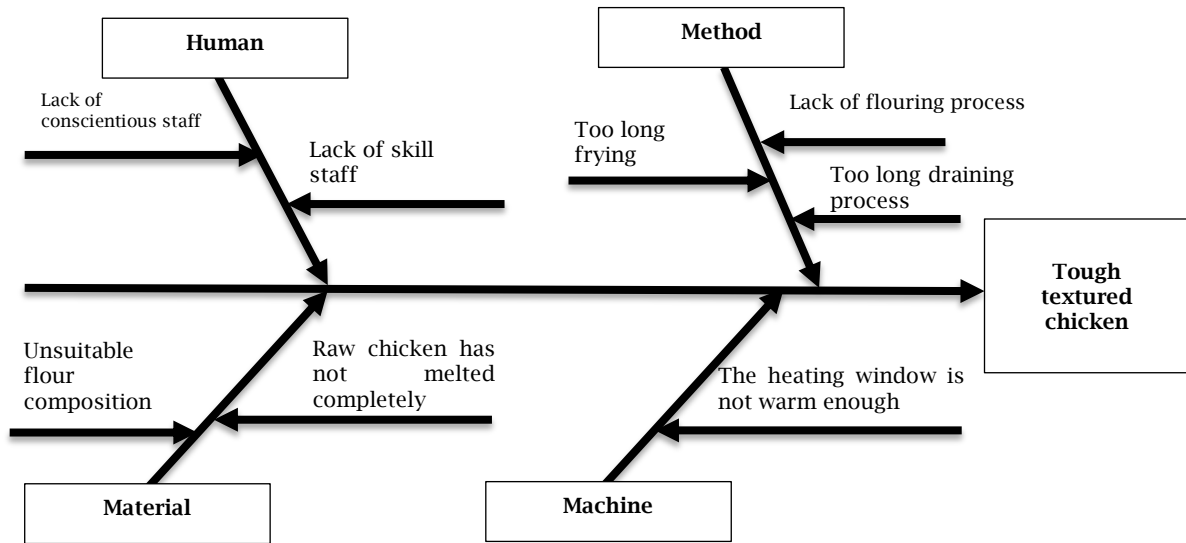 Human
Method
Lack of
conscientious staff
Lack of skill
staff
Too long
frying
Lack of flouring process
Too long draining
process
Tough
textured
chicken
Unsuitable
flour
composition
Raw chicken has
not melted
completely
The heating window is
not warm enough
Material
Machine